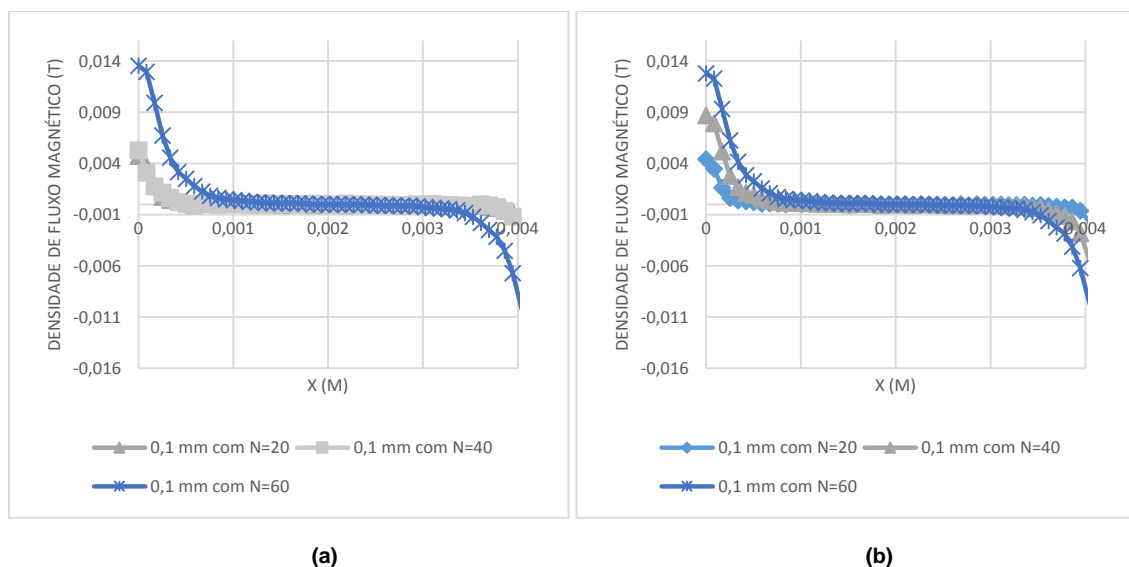 DENSIDADE DE FLUXO MAGNÉTICO (T)
0,014
0,009
0,004
-0,001
-0,006
-0,011
-0,016
0
0,001
0,002
0,003
0,004
X (M)
0,1 mm com N=20
0,1 mm com N=40
0,1 mm com N=60
(a)
DENSIDADE DE FLUXO MAGNÉTICO (T)
0,014
0,009
0,004
-0,001
-0,006
-0,011
-0,016
0
0,001
0,002
0,003
0,004
X (M)
0,1 mm com N=20
0,1 mm com N=40
0,1 mm com N=60
(b)